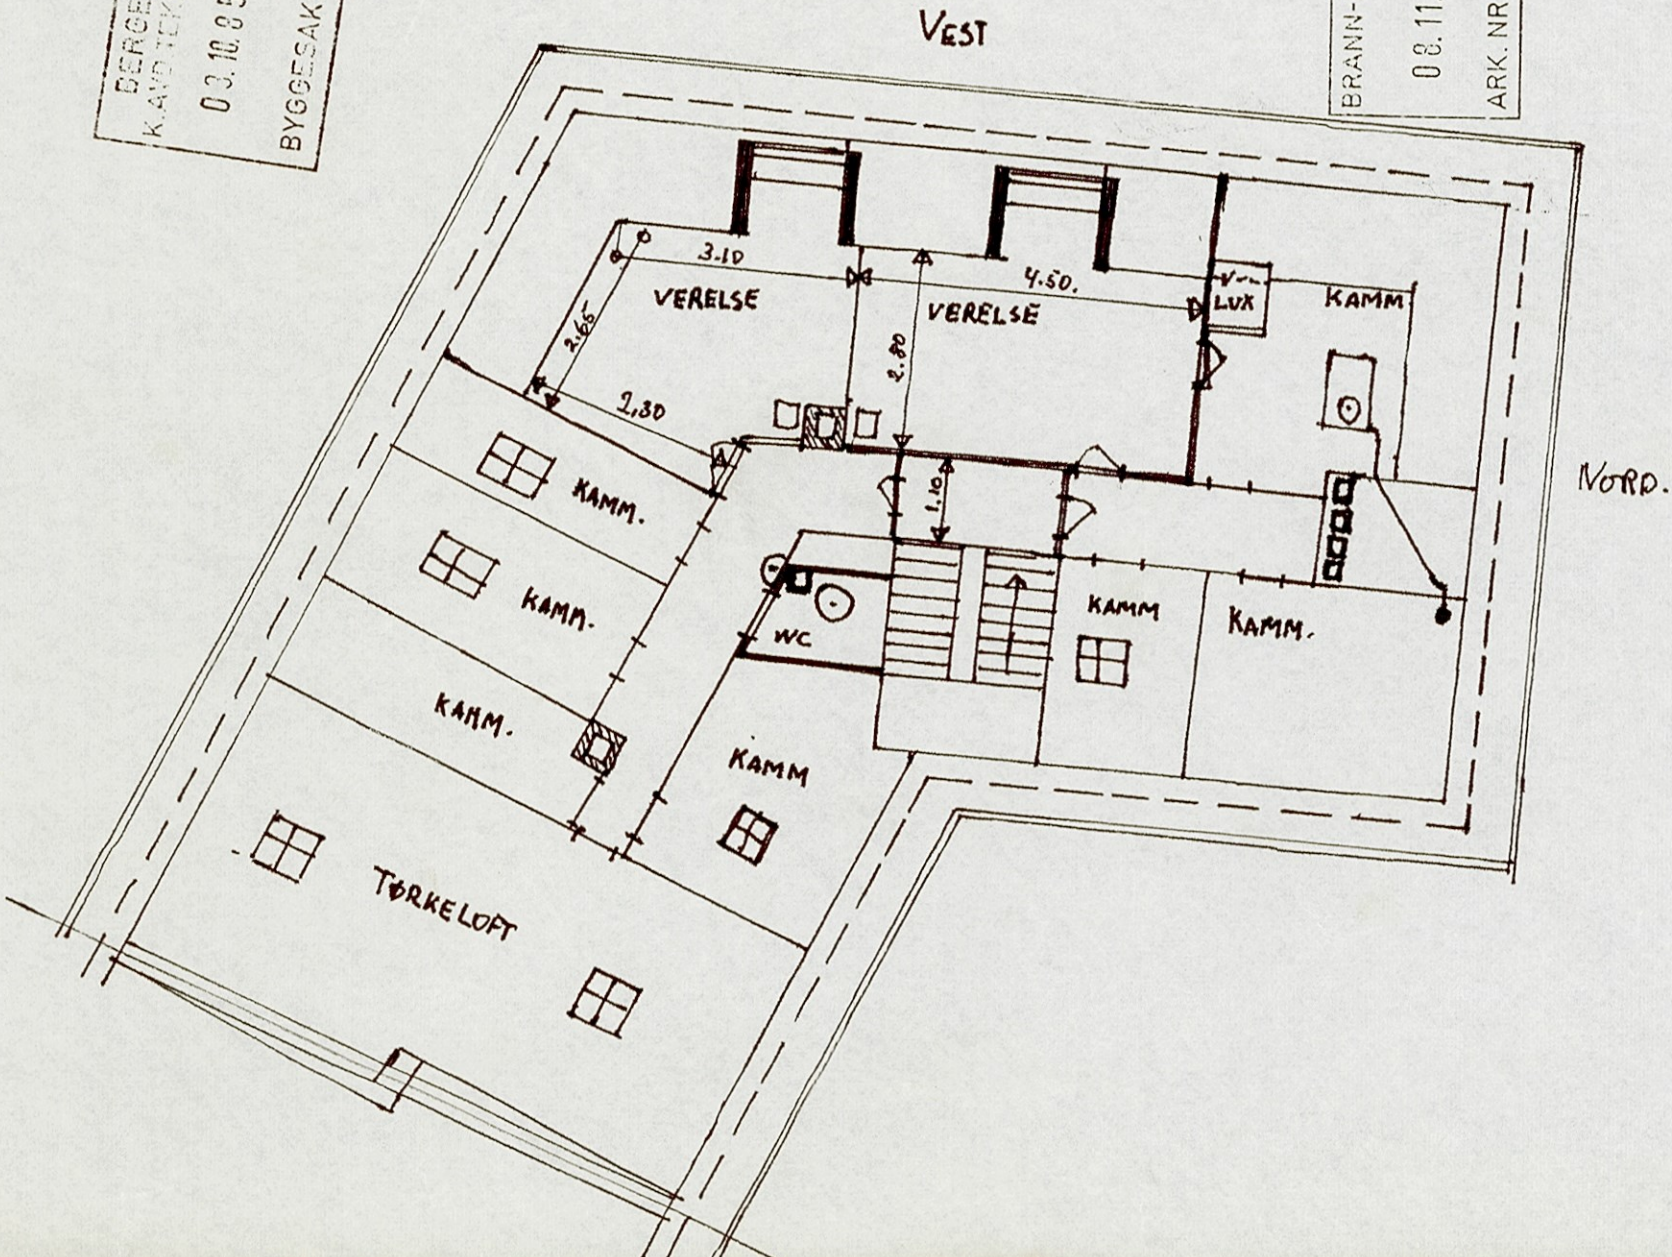 BERGE
K.AVD TEK
03.10.85
BYGGESAK
VEST
BRANN-
08.11
ARK.NR
3.10
4.50.
VERELSE
VERELSE
LUX
KAMM
2.65
2.80
2,30
KAMM.
1.10
NORD.
KAMM.
WC
KAMM
KAMM.
KAMM.
KAMM
TØRKELOFT